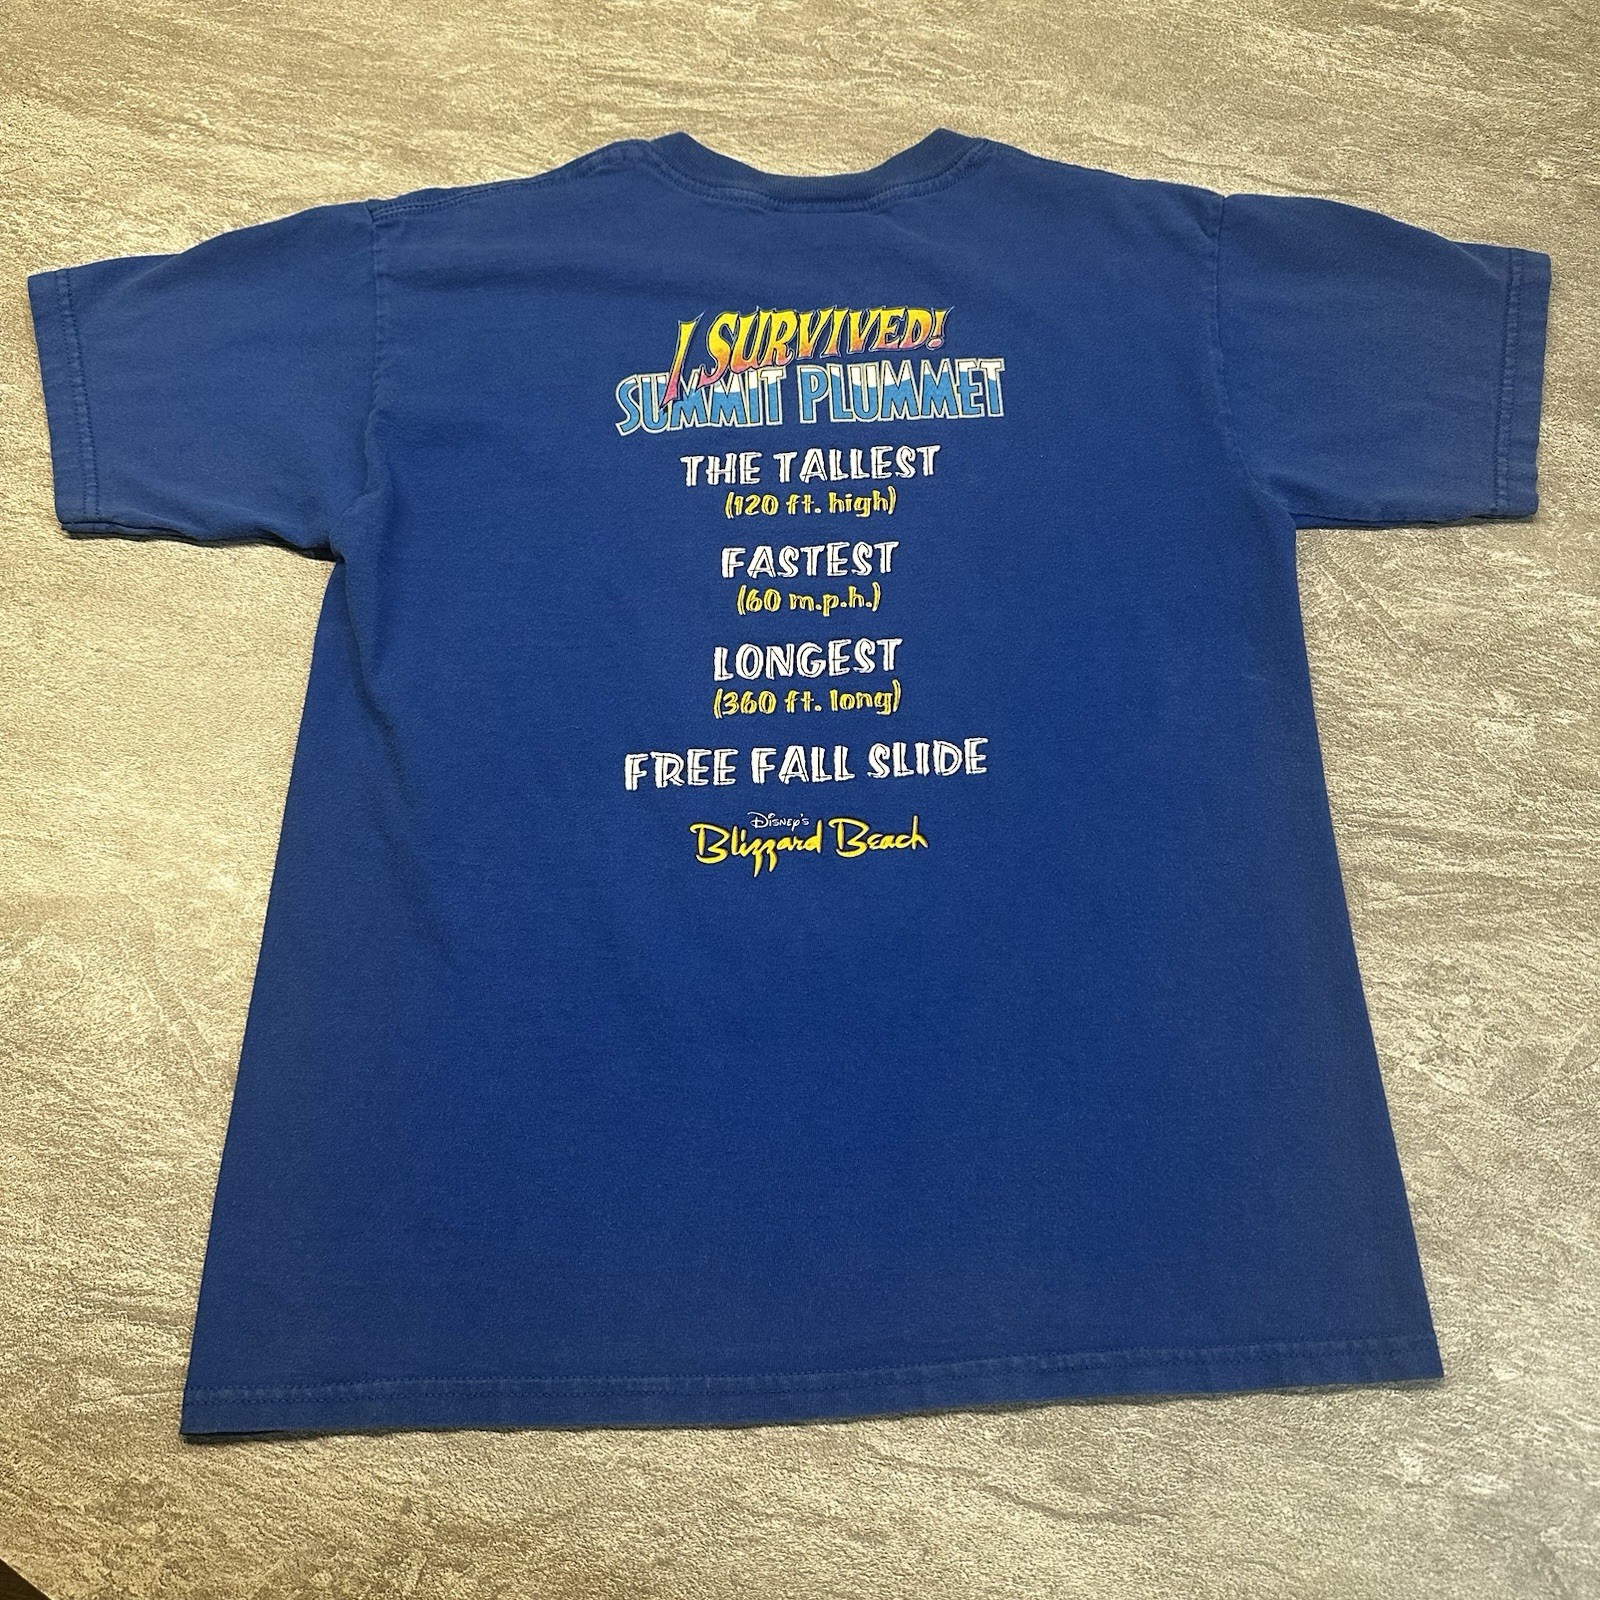 I SURVIVED!
SUMMIT PLUMMET
THE TALLEST
(120 ft. high)
FASTEST
(60 m.p.h.)
LONGEST
(360 ft. long)
FREE FALL SLIDE
Disney's
Blizzard Beach